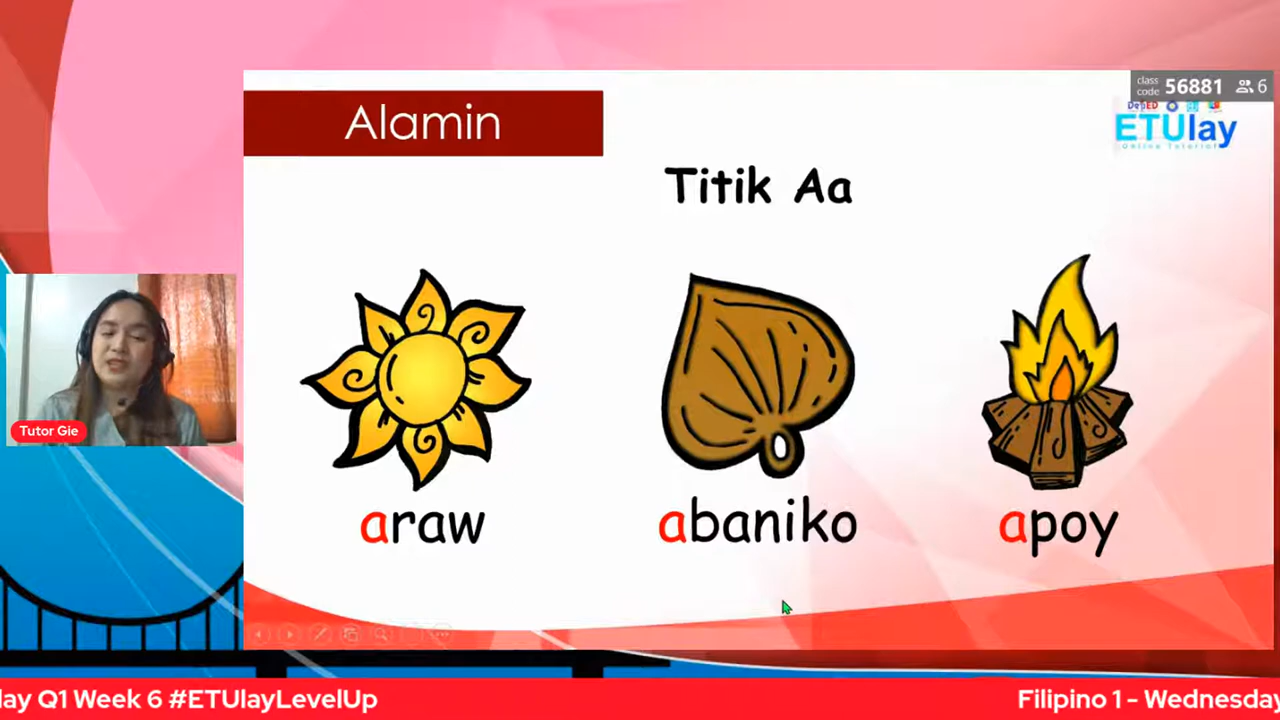 class code 56881 6
DepED
ETUlay
Online Tutorial
Alamin
Titik Aa
araw abaniko apoy
Tutor Gie
lay Q1 Week 6 #ETUlayLevelUp Filipino 1 - Wednesday